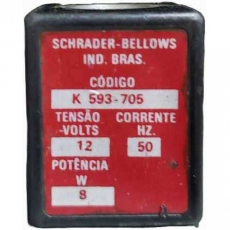 SCHRADER-BELLOWS
IND. BRAS.
CÓDIGO
K 593-705
TENSÃO CORRENTE
VOLTS HZ.
12 50
POTÊNCIA
W
8